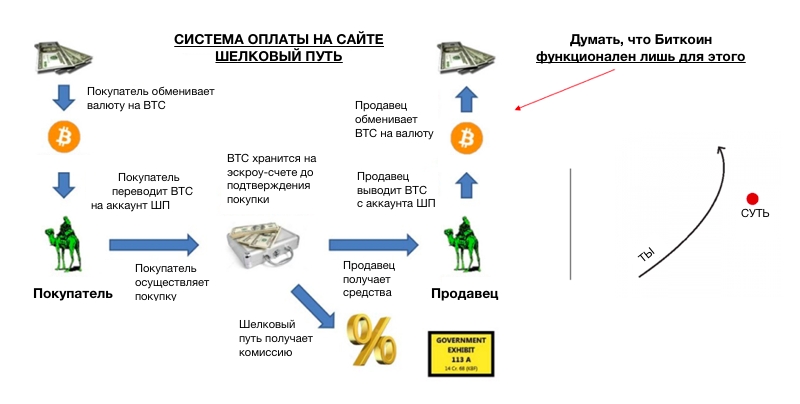 СИСТЕМА ОПЛАТЫ НА САЙТЕ
ШЕЛКОВЫЙ ПУТЬ
Думать, что Биткоин
функционален лишь для этого
Покупатель обменивает
валюту на BTC
Продавец
обменивает
BTC на валюту
Покупатель
переводит BTC
на аккаунт ШП
BTC хранится на
эскроу-счете до
подтверждения
покупки
Продавец
выводит BTC
с аккаунта ШП
Покупатель
осуществляет
покупку
Продавец
получает
средства
Покупатель
Продавец
Шелковый
путь получает
комиссию
%
GOVERNMENT
EXHIBIT
113 A
14 Cr. 68 (KBF)
ТЫ
СУТЬ